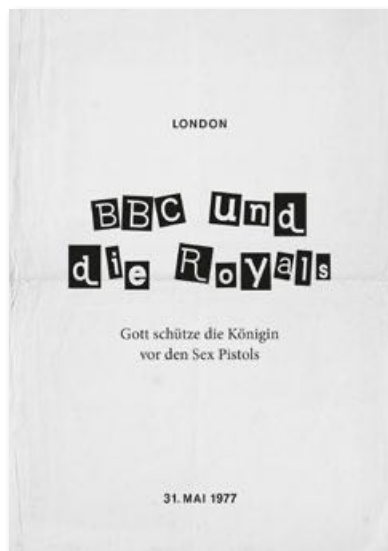 LONDON
BBC und
die Royals
Gott schütze die Königin
vor den Sex Pistols
31. MAI 1977